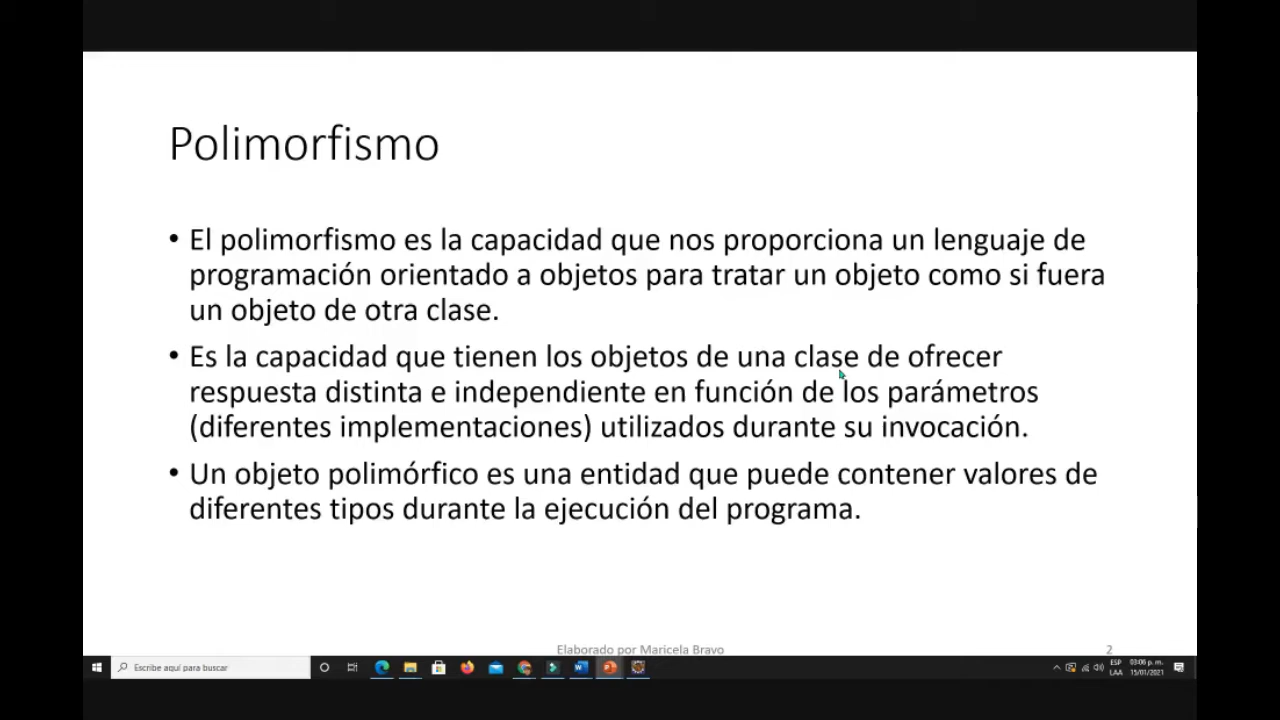 Polimorfismo
• El polimorfismo es la capacidad que nos proporciona un lenguaje de
programación orientado a objetos para tratar un objeto como si fuera
un objeto de otra clase.
• Es la capacidad que tienen los objetos de una clase de ofrecer
respuesta distinta e independiente en función de los parámetros
(diferentes implementaciones) utilizados durante su invocación.
• Un objeto polimórfico es una entidad que puede contener valores de
diferentes tipos durante la ejecución del programa.
Elaborado por Maricela Bravo
2
Escribe aquí para buscar
ESP
LAA
03:06 p. m.
15/01/2021